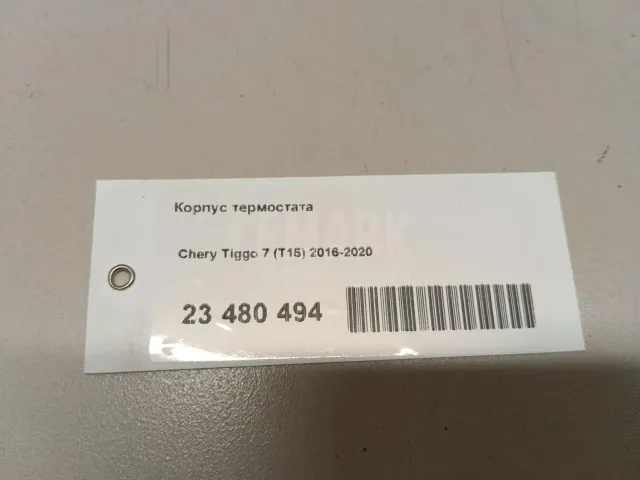 Корпус термостата
Chery Tiggo 7 (T15) 2016-2020
23 480 494